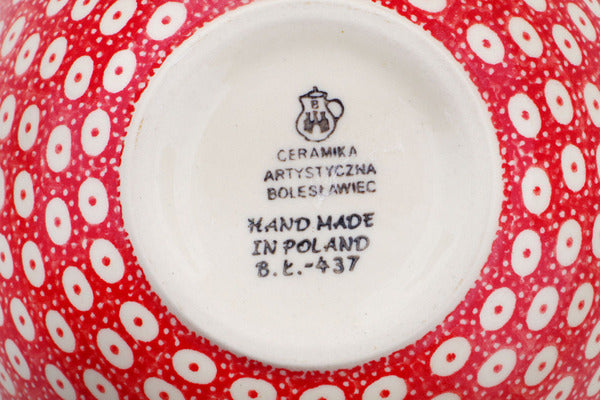 B
CERAMIKA
ARTYSTYCZNA
BOLESŁAWIEC
HAND MADE
IN POLAND
B.Ł.-437